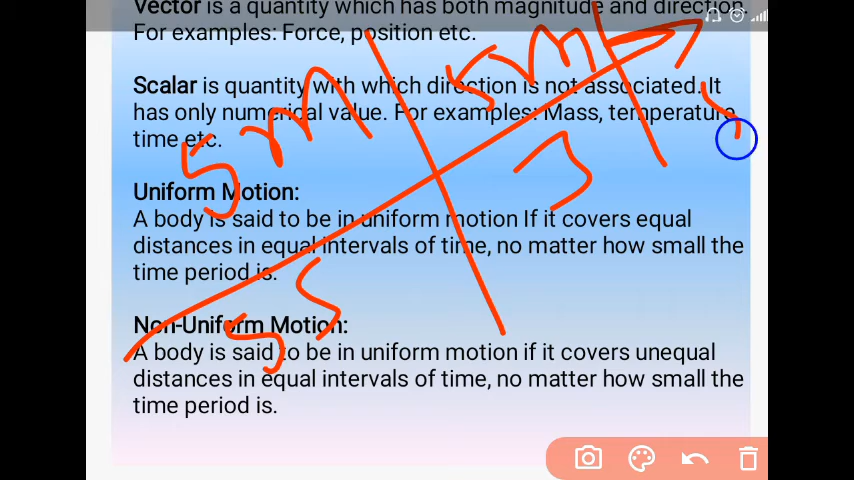 Vector is a quantity which has both magnitude and direction.
For examples: Force, position etc.
Scalar is quantity with which direction is not associated. It
has only numerical value. For examples: Mass, temperature,
time etc.
Uniform Motion:
A body is said to be in uniform motion If it covers equal
distances in equal intervals of time, no matter how small the
time period is.
Non-Uniform Motion:
A body is said to be in uniform motion if it covers unequal
distances in equal intervals of time, no matter how small the
time period is.
5m 5m
5s